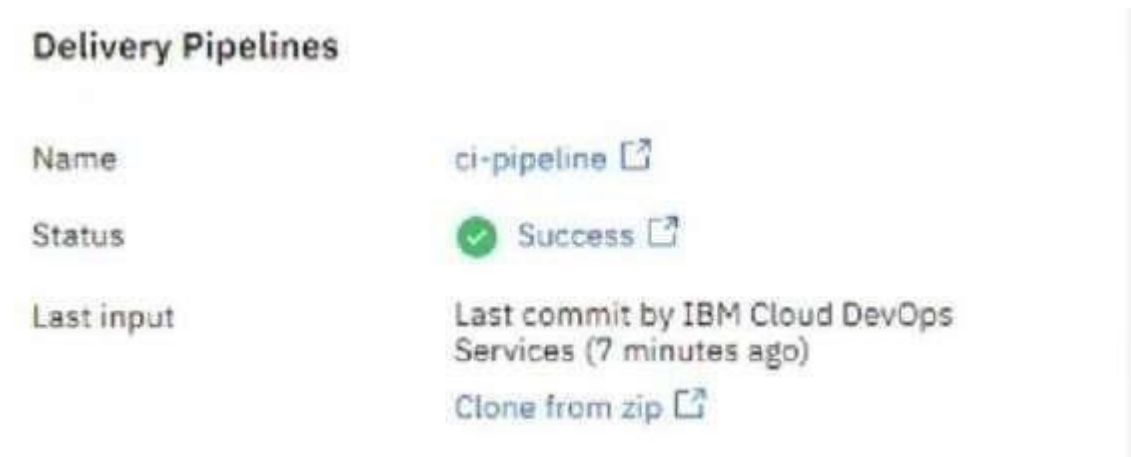 Delivery Pipelines
Name ci-pipeline
Status Success
Last input Last commit by IBM Cloud DevOps
Services (7 minutes ago)
Clone from zip